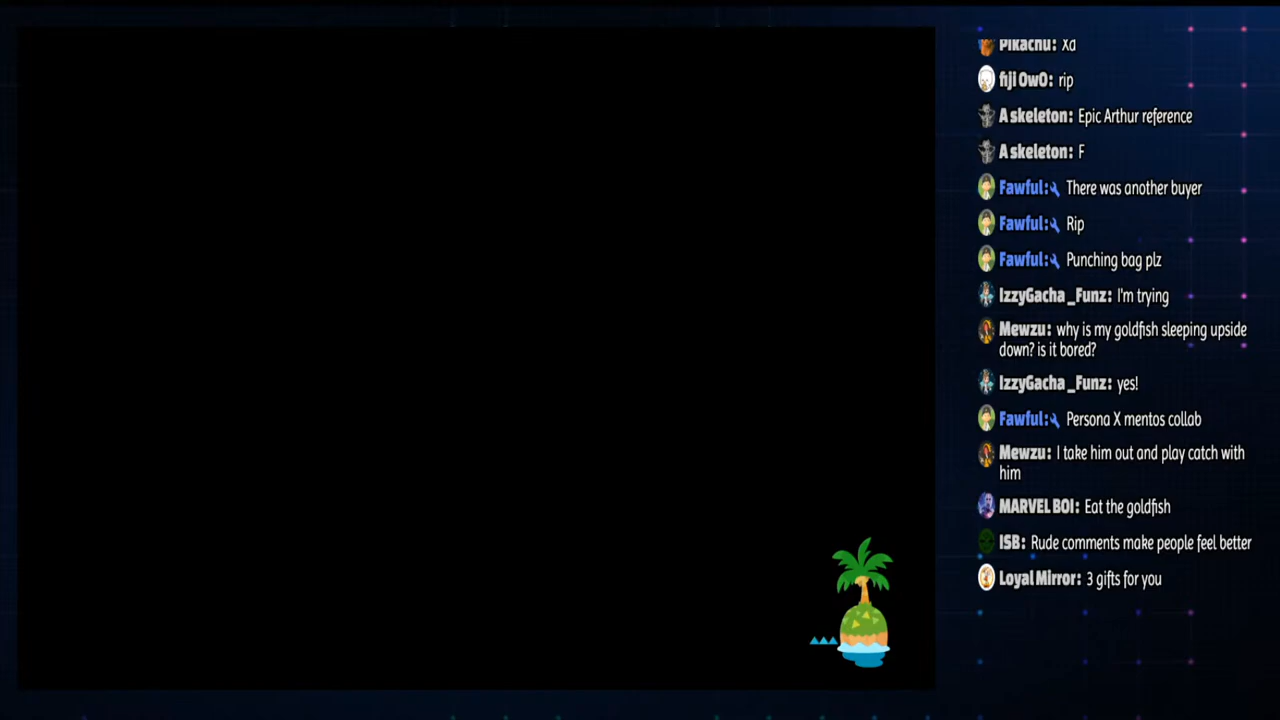 Pikachu: Xd
fiji OwO: rip
A skeleton: Epic Arthur reference
A skeleton: F
Fawful: There was another buyer
Fawful: Rip
Fawful: Punching bag plz
IzzyGacha_Funz: I'm trying
Mewzu: why is my goldfish sleeping upside
down? is it bored?
IzzyGacha_Funz: yes!
Fawful: Persona X mentos collab
Mewzu: I take him out and play catch with
him
MARVEL BOI: Eat the goldfish
ISB: Rude comments make people feel better
Loyal Mirror: 3 gifts for you